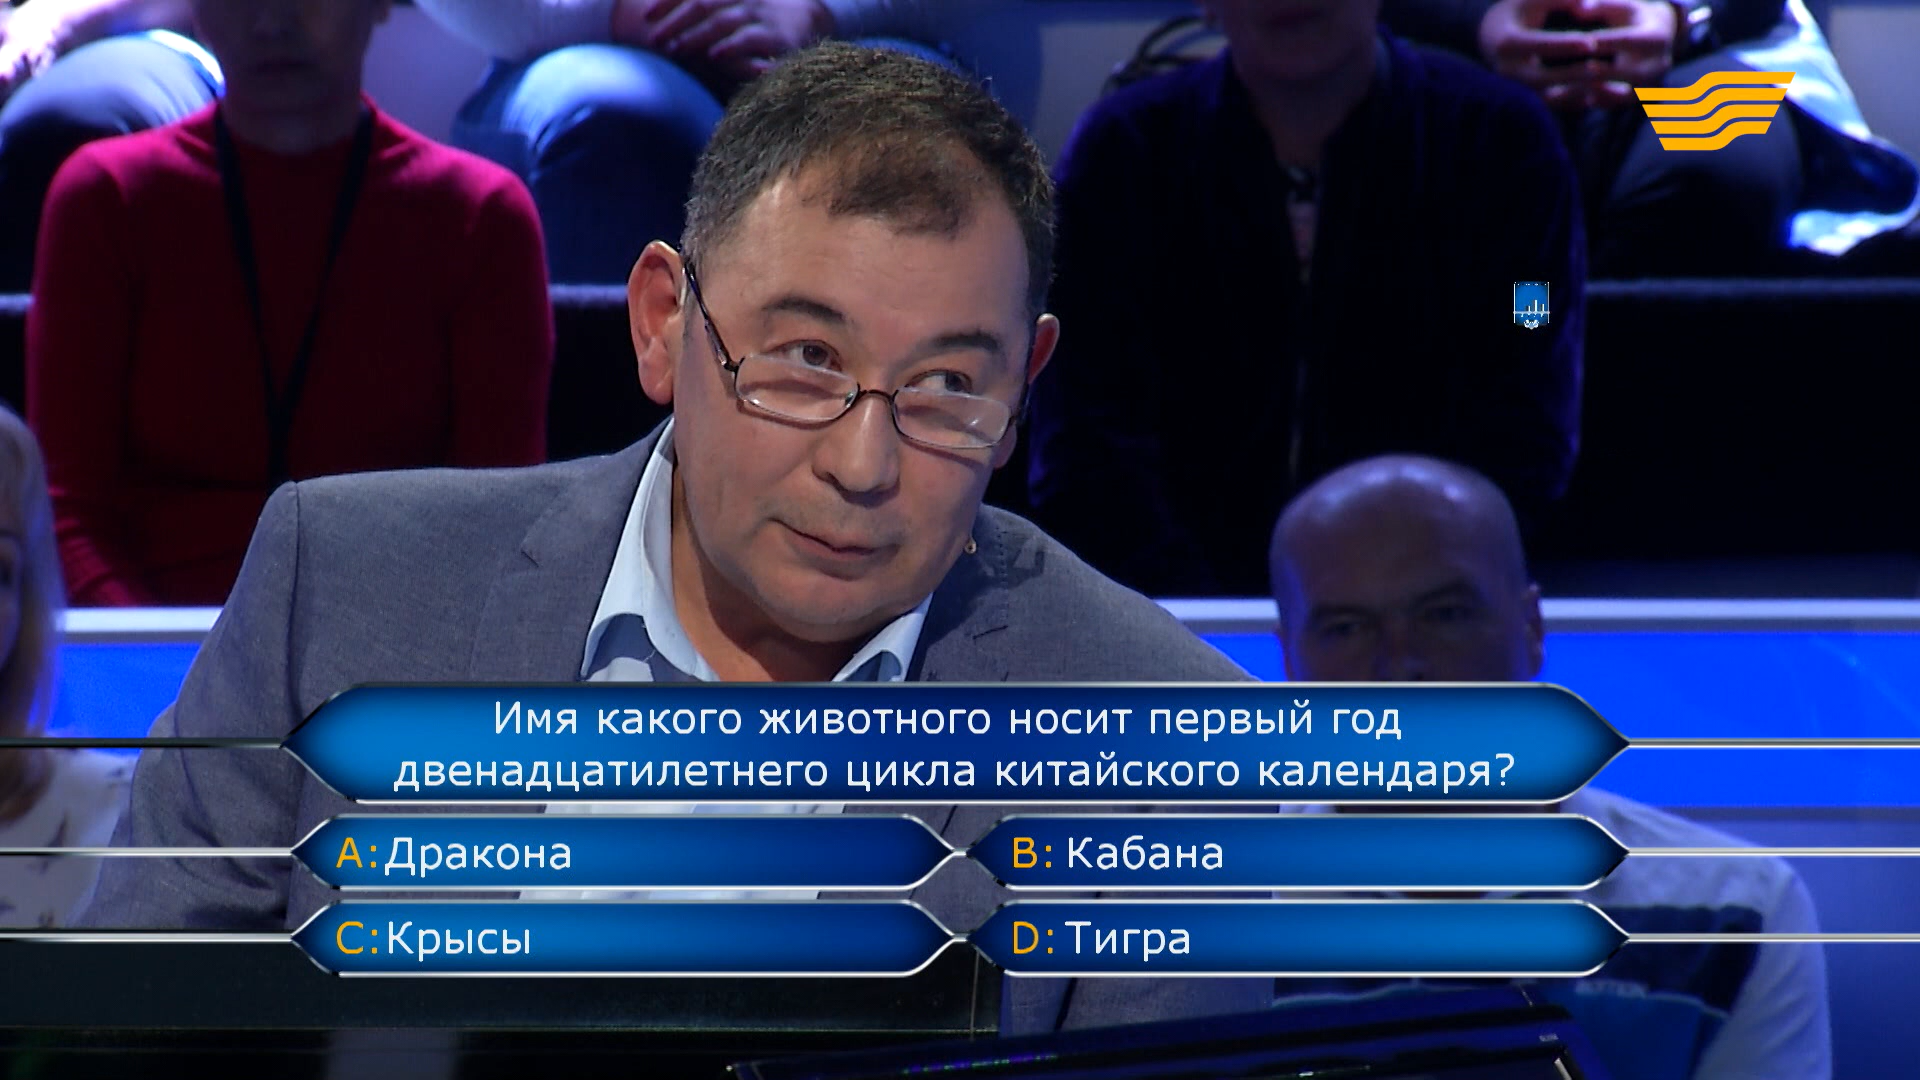 Имя какого животного носит первый год
двенадцатилетнего цикла китайского календаря?
A: Дракона
B: Кабана
C: Крысы
D: Тигра